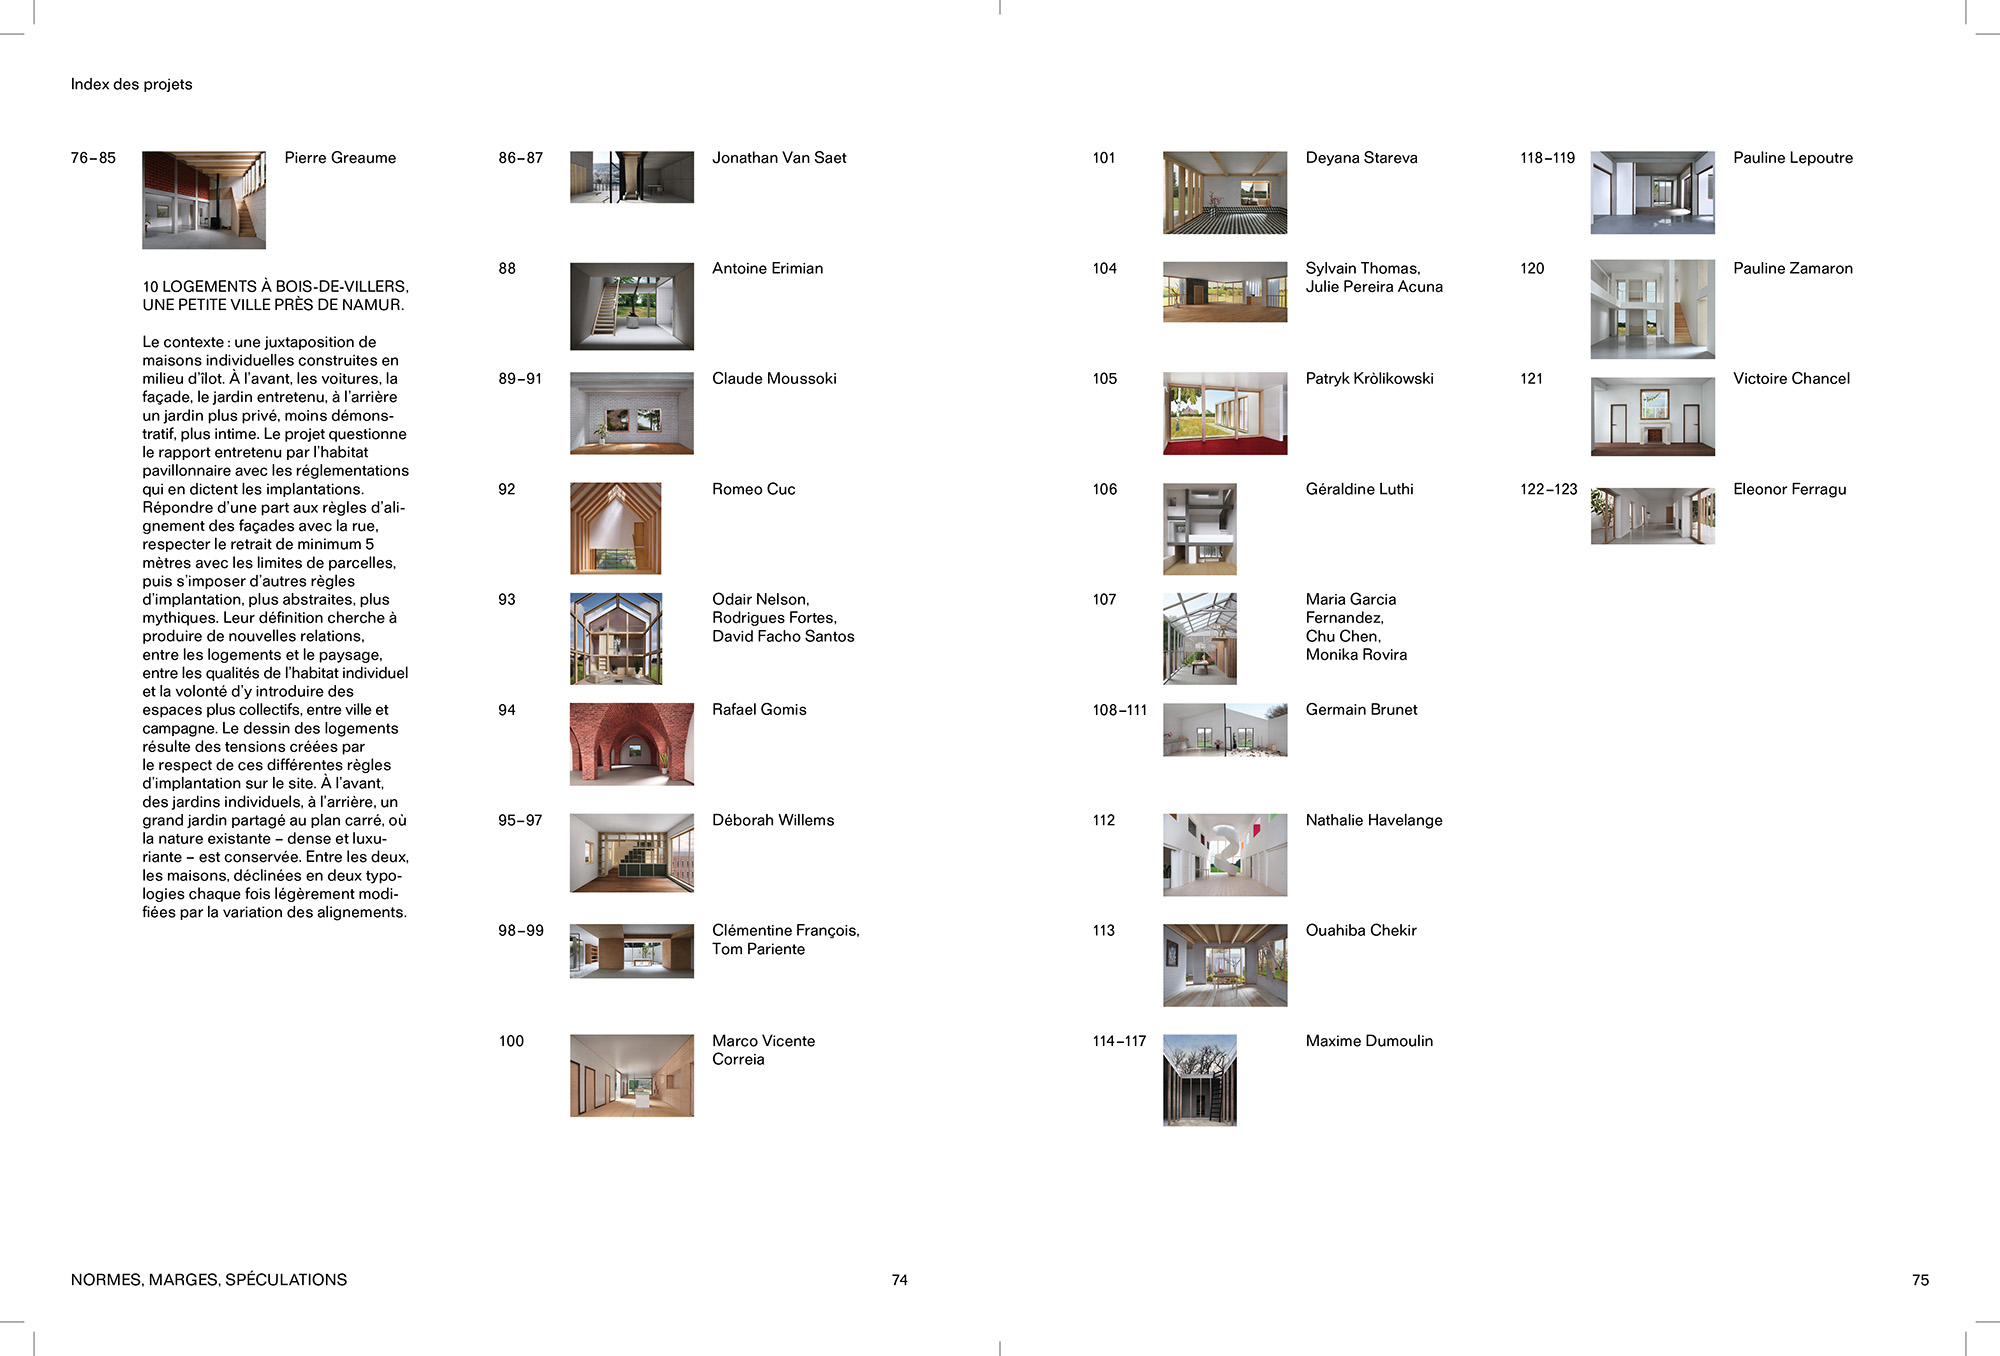 Index des projets
76–85
Pierre Greaume
10 LOGEMENTS À BOIS-DE-VILLERS,
UNE PETITE VILLE PRÈS DE NAMUR.
Le contexte : une juxtaposition de
maisons individuelles construites en
milieu d’îlot. À l’avant, les voitures, la
façade, le jardin entretenu, à l’arrière
un jardin plus privé, moins démons-
tratif, plus intime. Le projet questionne
le rapport entretenu par l’habitat
pavillonnaire avec les réglementations
qui en dictent les implantations.
Répondre d’une part aux règles d’ali-
gnement des façades avec la rue,
respecter le retrait de minimum 5
mètres avec les limites de parcelles,
puis s’imposer d’autres règles
d’implantation, plus abstraites, plus
mythiques. Leur définition cherche à
produire de nouvelles relations,
entre les logements et le paysage,
entre les qualités de l’habitat individuel
et la volonté d’y introduire des
espaces plus collectifs, entre ville et
campagne. Le dessin des logements
résulte des tensions créées par
le respect de ces différentes règles
d’implantation sur le site. À l’avant,
des jardins individuels, à l’arrière, un
grand jardin partagé au plan carré, où
la nature existante – dense et luxu-
riante – est conservée. Entre les deux,
les maisons, déclinées en deux typo-
logies chaque fois légèrement modi-
fiées par la variation des alignements.
86–87
Jonathan Van Saet
88
Antoine Erimian
89–91
Claude Moussoki
92
Romeo Cuc
93
Odair Nelson,
Rodrigues Fortes,
David Facho Santos
94
Rafael Gomis
95–97
Déborah Willems
98–99
Clémentine François,
Tom Pariente
100
Marco Vicente
Correia
101
Deyana Stareva
104
Sylvain Thomas,
Julie Pereira Acuna
105
Patryk Kròlikowski
106
Géraldine Luthi
107
Maria Garcia
Fernandez,
Chu Chen,
Monika Rovira
108–111
Germain Brunet
112
Nathalie Havelange
113
Ouahiba Chekir
114–117
Maxime Dumoulin
118–119
Pauline Lepoutre
120
Pauline Zamaron
121
Victoire Chancel
122–123
Eleonor Ferragu
NORMES, MARGES, SPÉCULATIONS
74
75